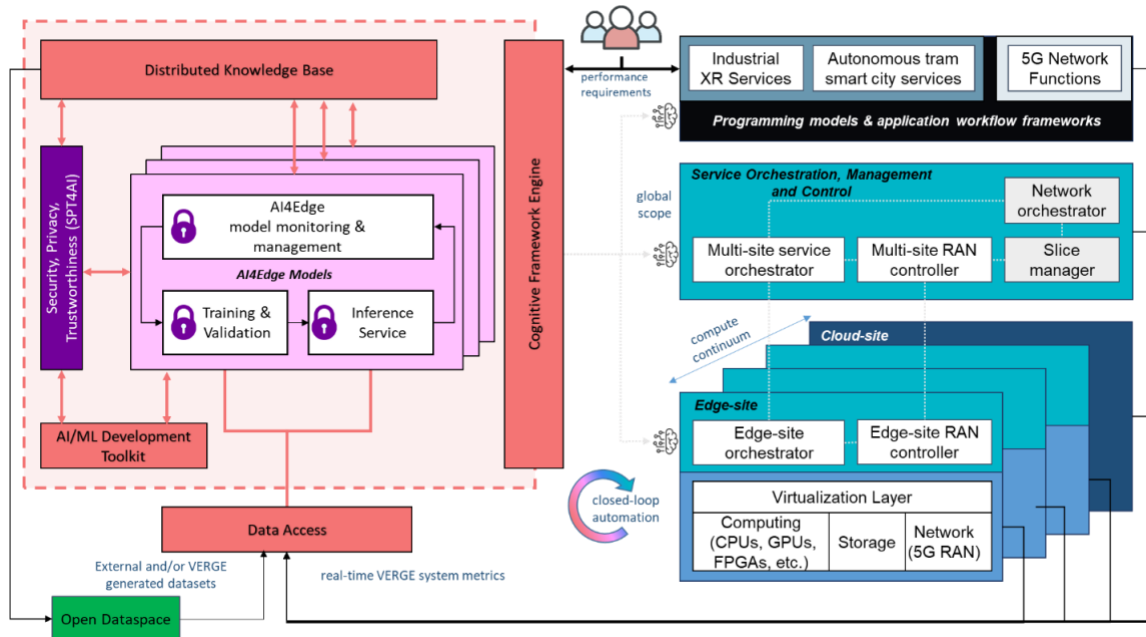 Distributed Knowledge Base
Security, Privacy,
Trustworthiness (SPT4AI)
AI4Edge
model monitoring &
management
AI4Edge Models
Training &
Validation
Inference
Service
AI/ML Development
Toolkit
Cognitive Framework Engine
Data Access
External and/or VERGE
generated datasets
real-time VERGE system metrics
Open Dataspace
performance
requirements
Industrial
XR Services
Autonomous tram
smart city services
5G Network
Functions
Programming models & application workflow frameworks
global
scope
Service Orchestration, Management
and Control
Network
orchestrator
Multi-site service
orchestrator
Multi-site RAN
controller
Slice
manager
compute
continuum
Cloud-site
Edge-site
Edge-site
orchestrator
Edge-site RAN
controller
closed-loop
automation
Virtualization Layer
Computing
(CPUs, GPUs,
FPGAs, etc.)
Storage
Network
(5G RAN)